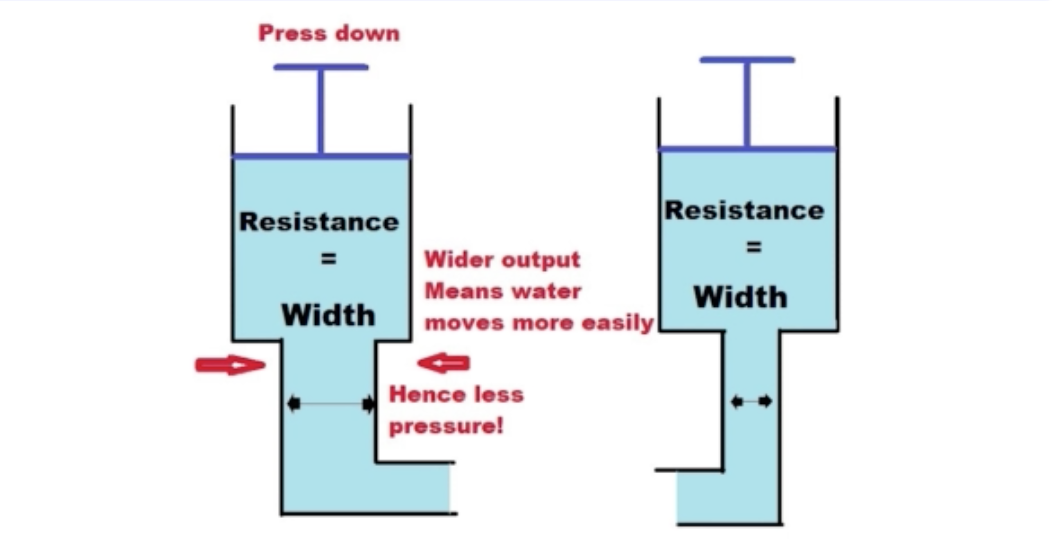 Press down
Resistance
=
Width
Wider output
Means water
moves more easily
Hence less
pressure!
Resistance
=
Width